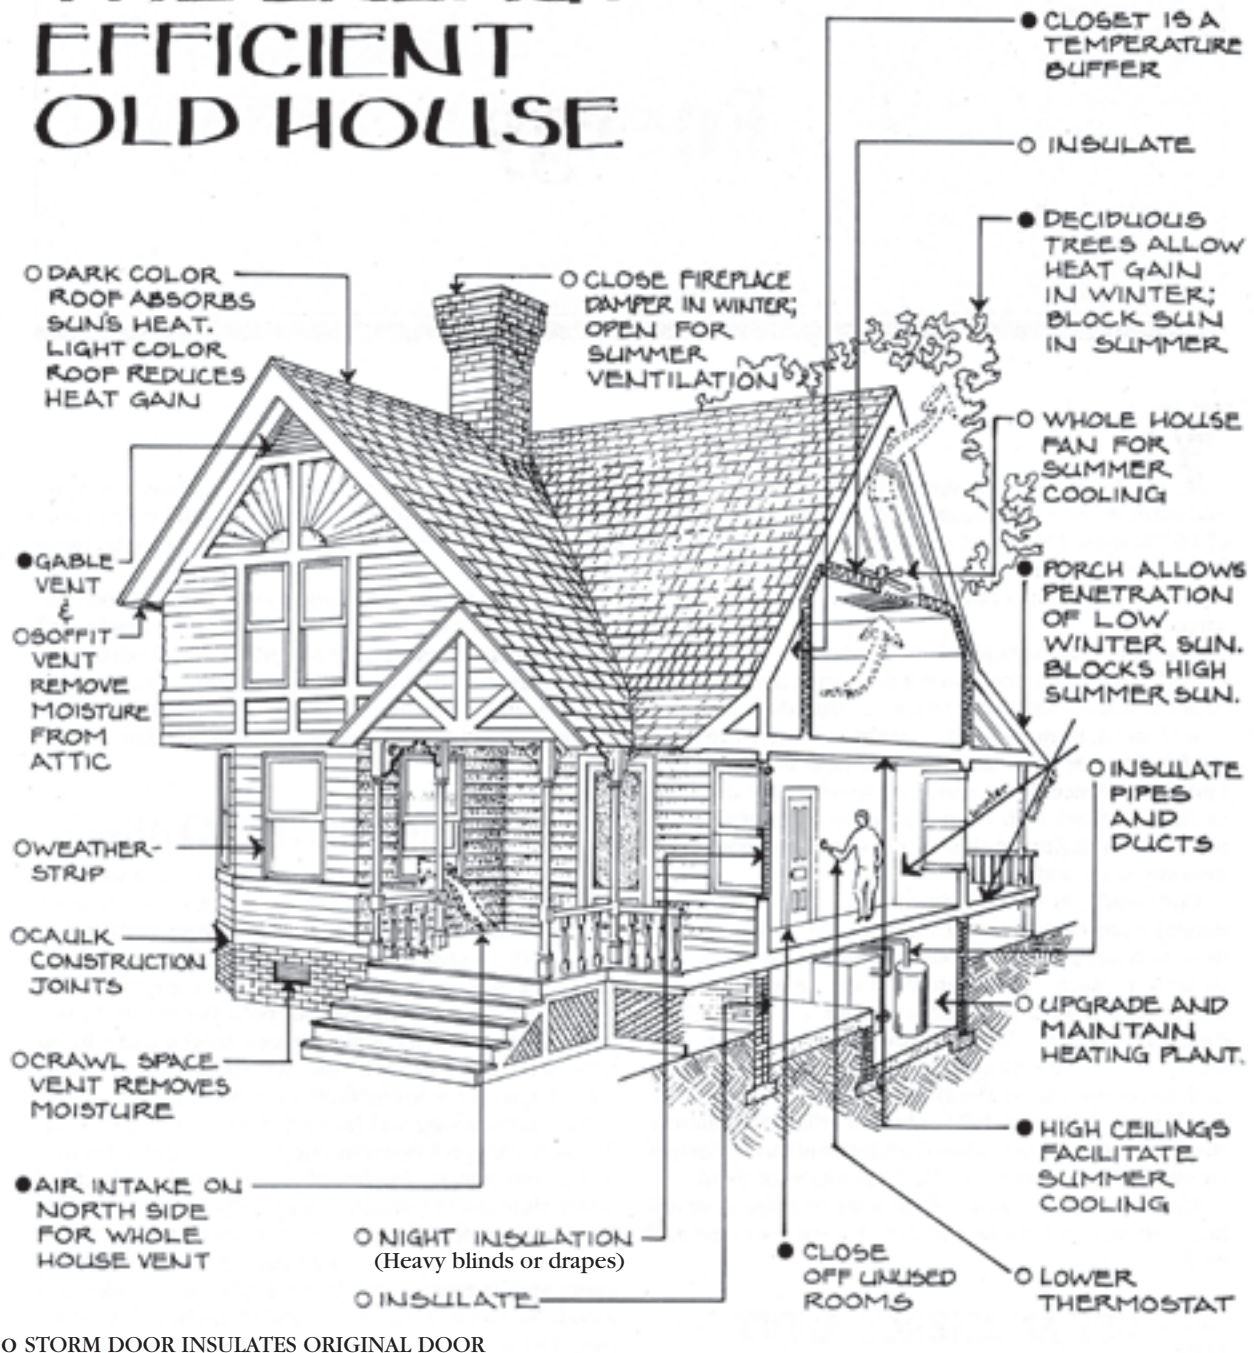 EFFICIENT
OLD HOUSE
● CLOSET IS A
TEMPERATURE
BUFFER
○ INSULATE
● DECIDUOUS
TREES ALLOW
HEAT GAIN
IN WINTER;
BLOCK SUN
IN SUMMER
○ DARK COLOR
ROOF ABSORBS
SUN'S HEAT.
LIGHT COLOR
ROOF REDUCES
HEAT GAIN
○ CLOSE FIREPLACE
DAMPER IN WINTER;
OPEN FOR
SUMMER
VENTILATION
○ WHOLE HOUSE
FAN FOR
SUMMER
COOLING
● GABLE
VENT
&
○ SOFFIT
VENT
REMOVE
MOISTURE
FROM
ATTIC
● PORCH ALLOWS
PENETRATION
OF LOW
WINTER SUN.
BLOCKS HIGH
SUMMER SUN.
○ INSULATE
PIPES
AND
DUCTS
winter
○ WEATHER-
STRIP
○ CAULK
CONSTRUCTION
JOINTS
○ CRAWL SPACE
VENT REMOVES
MOISTURE
○ UPGRADE AND
MAINTAIN
HEATING PLANT.
● HIGH CEILINGS
FACILITATE
SUMMER
COOLING
● AIR INTAKE ON
NORTH SIDE
FOR WHOLE
HOUSE VENT
○ NIGHT INSULATION
(Heavy blinds or drapes)
○ INSULATE
● CLOSE
OFF UNUSED
ROOMS
○ LOWER
THERMOSTAT
o STORM DOOR INSULATES ORIGINAL DOOR